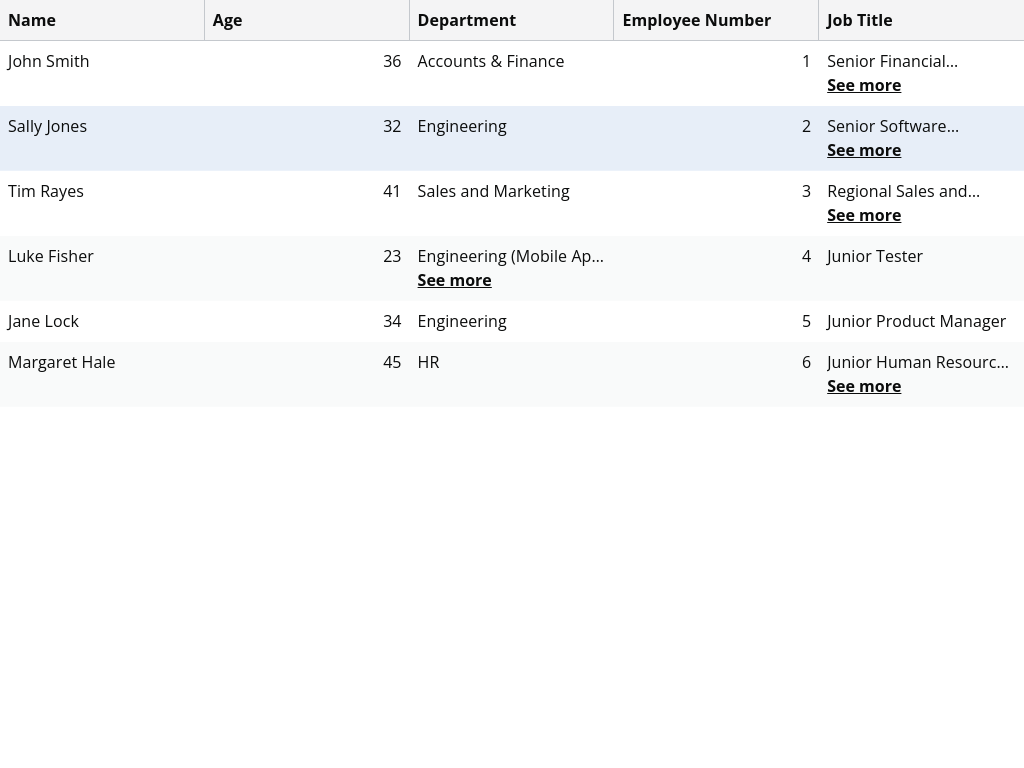 Name Age Department Employee Number Job Title
John Smith 36 Accounts & Finance 1 Senior Financial...
See more
Sally Jones 32 Engineering 2 Senior Software...
See more
Tim Rayes 41 Sales and Marketing 3 Regional Sales and...
See more
Luke Fisher 23 Engineering (Mobile Ap... 4 Junior Tester
See more
Jane Lock 34 Engineering 5 Junior Product Manager
Margaret Hale 45 HR 6 Junior Human Resourc...
See more